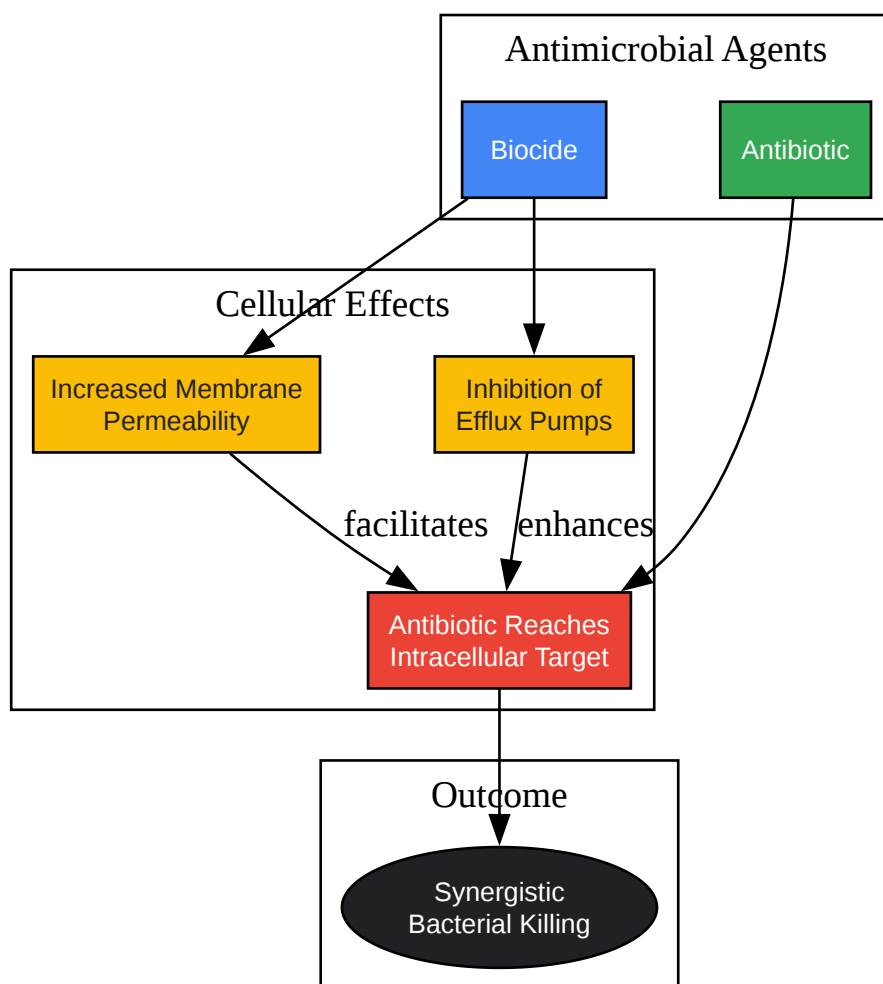 Antimicrobial Agents
Biocide
Antibiotic
Cellular Effects
Increased Membrane
Permeability
Inhibition of
Efflux Pumps
facilitates
enhances
Antibiotic Reaches
Intracellular Target
Outcome
Synergistic
Bacterial Killing